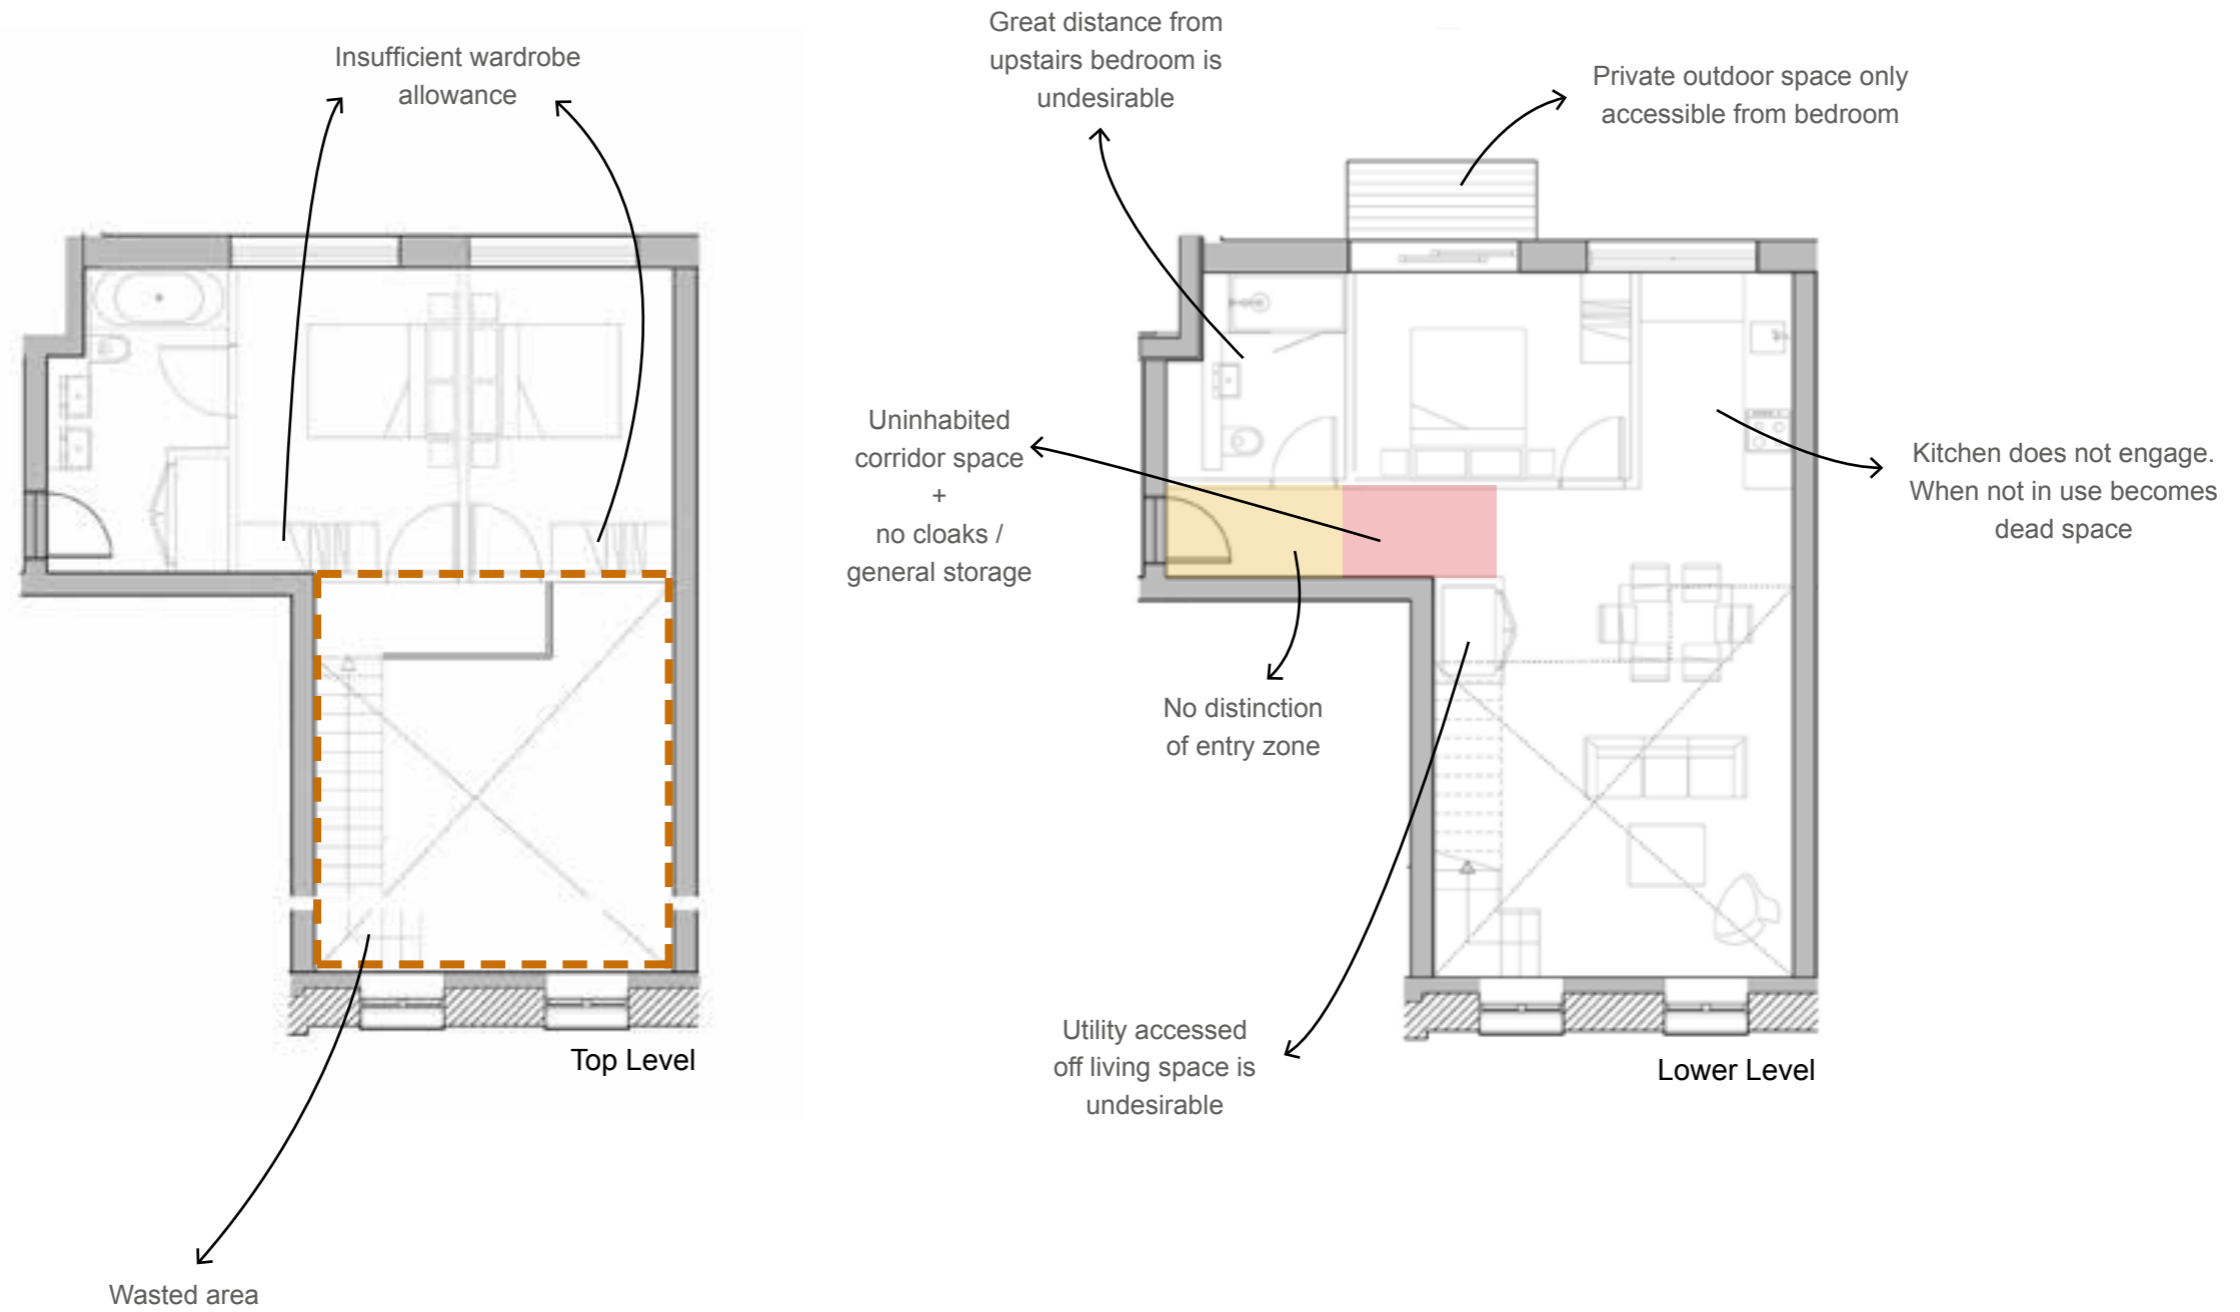 Insufficient wardrobe
allowance
Great distance from
upstairs bedroom is
undesirable
Private outdoor space only
accessible from bedroom
Uninhabited
corridor space
+
no cloaks /
general storage
Kitchen does not engage.
When not in use becomes
dead space
No distinction
of entry zone
Utility accessed
off living space is
undesirable
Top Level
Lower Level
Wasted area